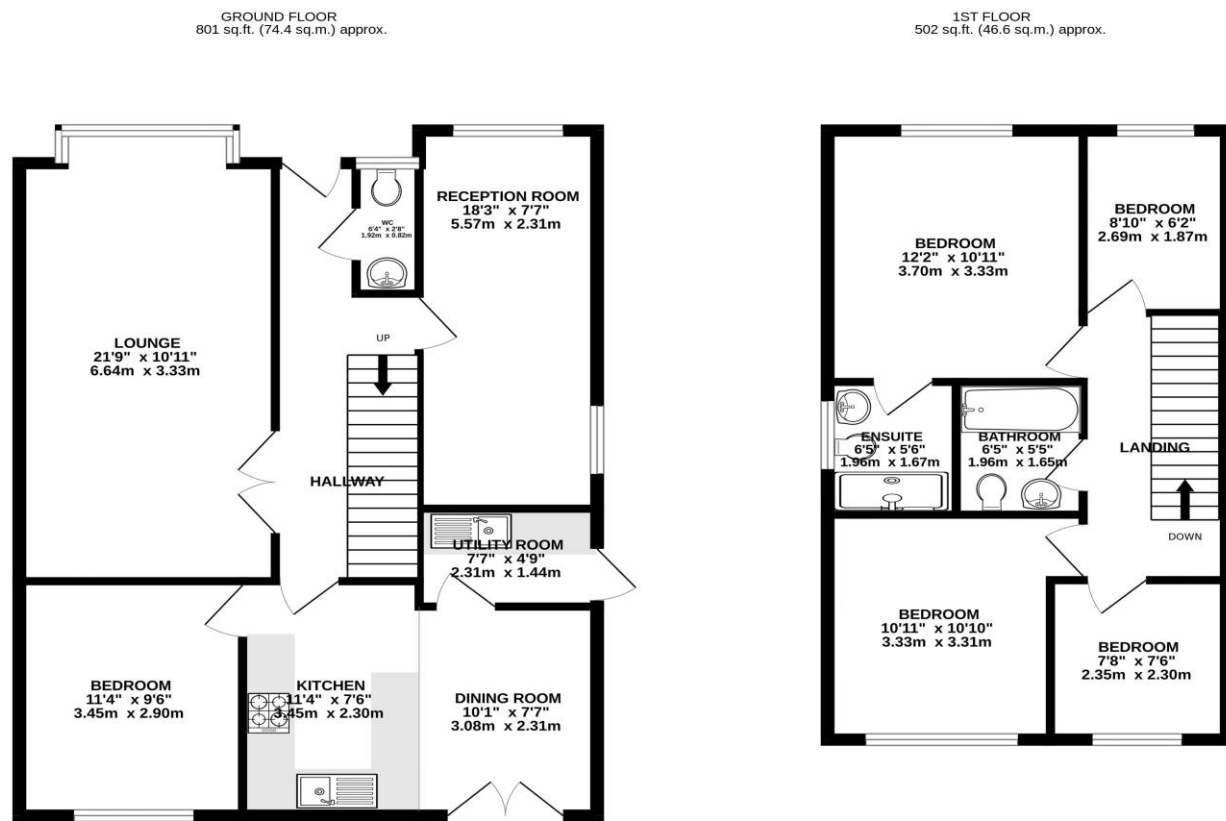 GROUND FLOOR
801 sq.ft. (74.4 sq.m.) approx.
1ST FLOOR
502 sq.ft. (46.6 sq.m.) approx.
LOUNGE
21'9" x 10'11"
6.64m x 3.33m
WC
6'4" x 2'8"
1.92m x 0.82m
RECEPTION ROOM
18'3" x 7'7"
5.57m x 2.31m
UP
HALLWAY
UTILITY ROOM
7'7" x 4'9"
2.31m x 1.44m
BEDROOM
11'4" x 9'6"
3.45m x 2.90m
KITCHEN
11'4" x 7'6"
3.45m x 2.30m
DINING ROOM
10'1" x 7'7"
3.08m x 2.31m
BEDROOM
12'2" x 10'11"
3.70m x 3.33m
BEDROOM
8'10" x 6'2"
2.69m x 1.87m
ENSUITE
6'5" x 5'6"
1.96m x 1.67m
BATHROOM
6'5" x 5'5"
1.96m x 1.65m
LANDING
DOWN
BEDROOM
10'11" x 10'10"
3.33m x 3.31m
BEDROOM
7'8" x 7'6"
2.35m x 2.30m